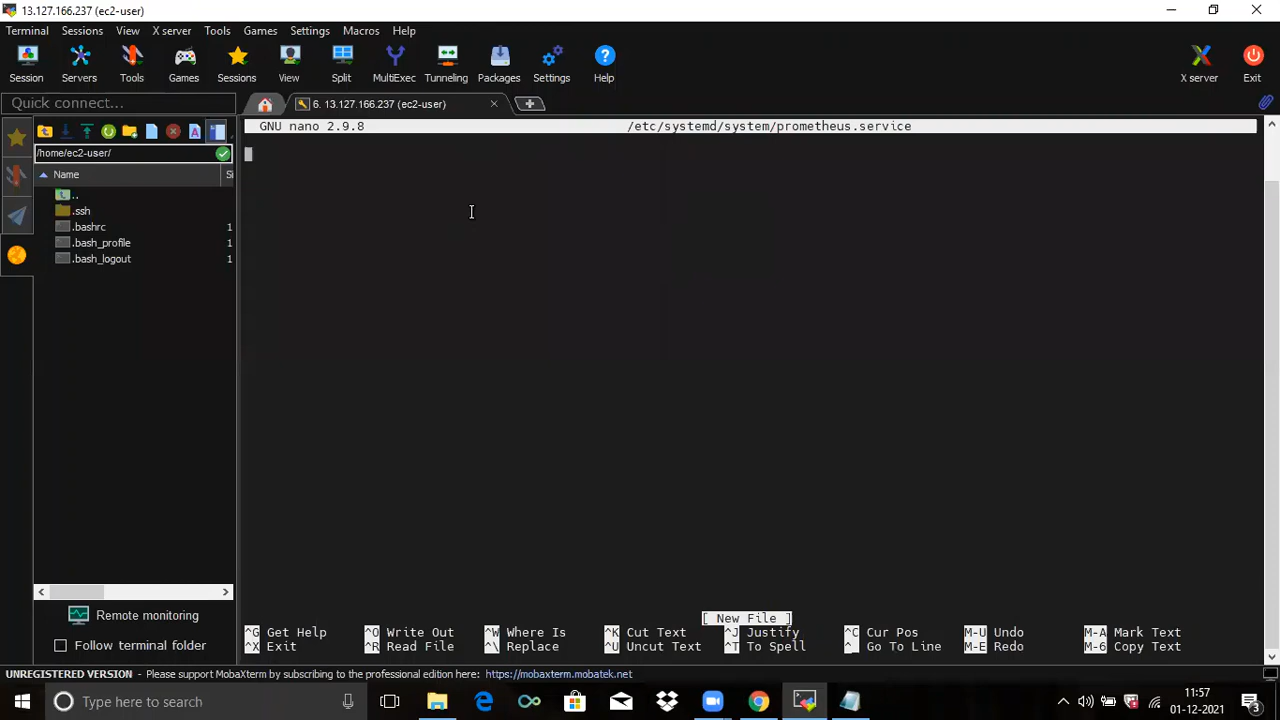 13.127.166.237 (ec2-user)
Terminal Sessions View X server Tools Games Settings Macros Help
Session Servers Tools Games Sessions View Split MultiExec Tunneling Packages Settings Help X server Exit
Quick connect...
6. 13.127.166.237 (ec2-user)
GNU nano 2.9.8 /etc/systemd/system/prometheus.service
/home/ec2-user/
Name Si
..
.ssh
.bashrc 1
.bash_profile 1
.bash_logout 1
Remote monitoring
Follow terminal folder
[ New File ]
^G Get Help ^O Write Out ^W Where Is ^K Cut Text ^J Justify ^C Cur Pos M-U Undo M-A Mark Text
^X Exit ^R Read File ^\ Replace ^U Uncut Text ^T To Spell ^_ Go To Line M-E Redo M-6 Copy Text
UNREGISTERED VERSION - Please support MobaXterm by subscribing to the professional edition here: https://mobaxterm.mobatek.net
Type here to search
11:57
01-12-2021
3